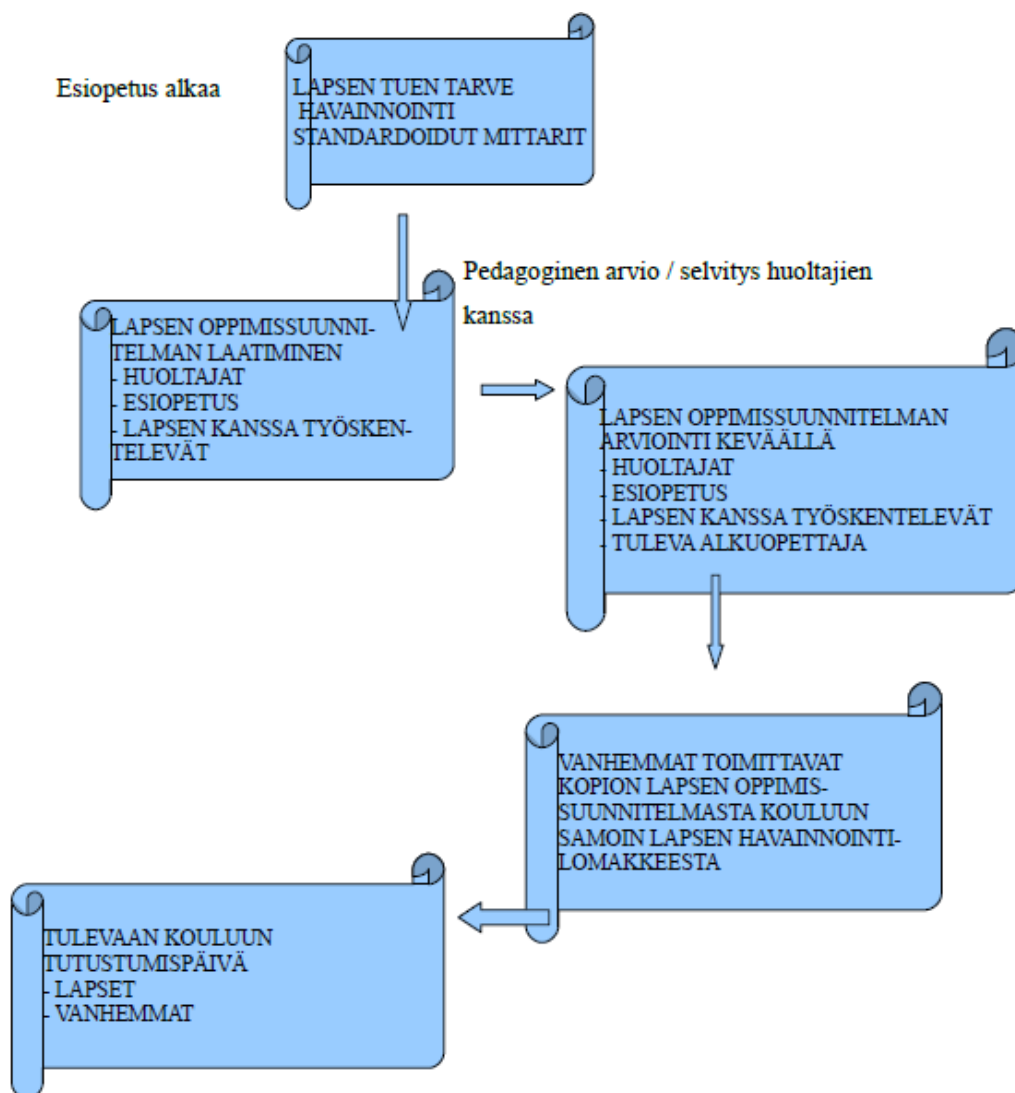 Esiopetus alkaa
LAPSEN TUEN TARVE
HAVAINNOINTI
STANDARDOIDUT MITTARIT
Pedagoginen arvio / selvitys huoltajien
kanssa
LAPSEN OPPIMISSUUNNI-
TELMAN LAATIMINEN
- HUOLTAJAT
- ESIOPETUS
- LAPSEN KANSSA TYÖSKEN-
TELEVÄT
LAPSEN OPPIMISSUUNNITELMAN
ARVIOINTI KEVÄÄLLÄ
- HUOLTAJAT
- ESIOPETUS
- LAPSEN KANSSA TYÖSKENTELEVÄT
- TULEVA ALKUOPETTAJA
VANHEMMAT TOIMITTAVAT
KOPION LAPSEN OPPIMIS-
SUUNNITELMASTA KOULUUN
SAMOIN LAPSEN HAVAINNOINTI-
LOMAKKEESTA
TULEVAAN KOULUUN
TUTUSTUMISPÄIVÄ
- LAPSET
- VANHEMMAT